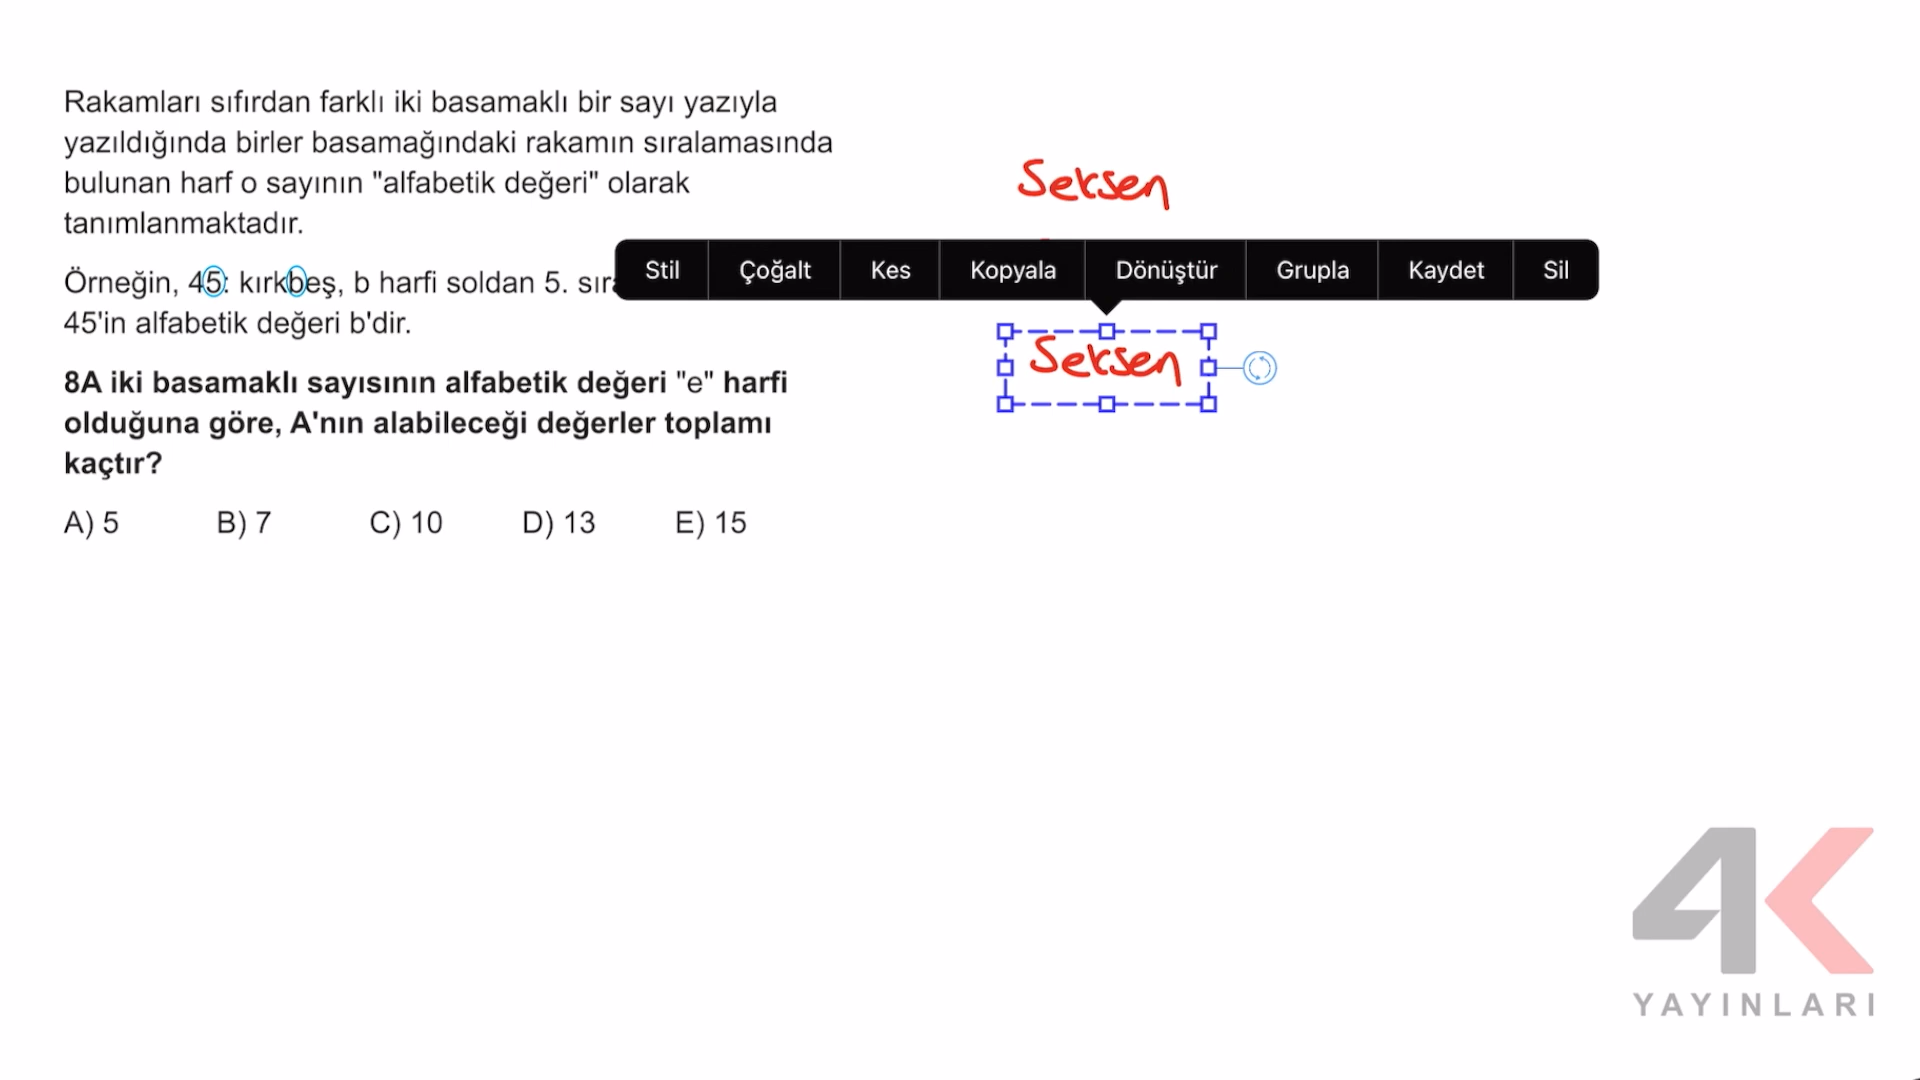 Rakamları sıfırdan farklı iki basamaklı bir sayı yazıyla
yazıldığında birler basamağındaki rakamın sıralamasında
bulunan harf o sayının "alfabetik değeri" olarak
tanımlanmaktadır.
Örneğin, 45: kırkbeş, b harfi soldan 5.
45'in alfabetik değeri b'dir.
8A iki basamaklı sayısının alfabetik değeri "e" harfi
olduğuna göre, A'nın alabileceği değerler toplamı
kaçtır?
A) 5 B) 7 C) 10 D) 13 E) 15
Seksen
Stil Çoğalt Kes Kopyala Dönüştür Grupla Kaydet Sil
Seksen
4K
YAYINLARI